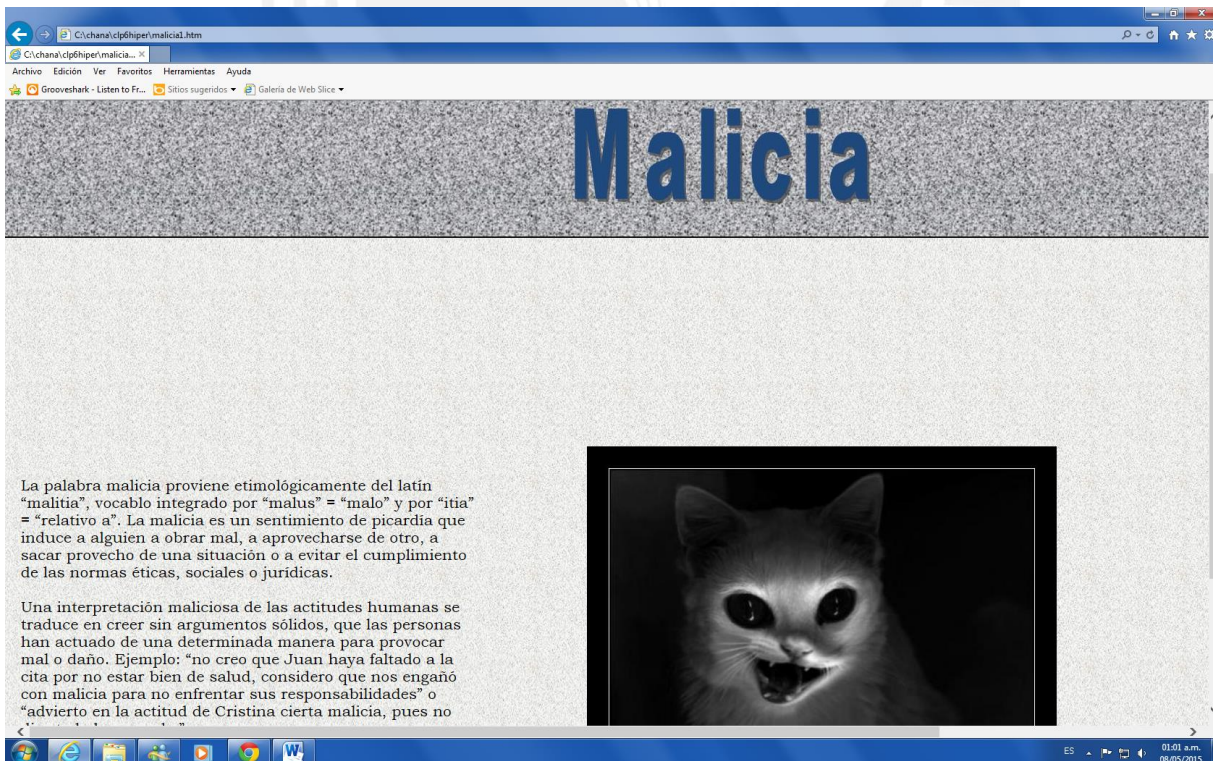 C:\chana\clp6hiper\malicia1.htm
C:\chana\clp6hiper\malicia...
Archivo Edición Ver Favoritos Herramientas Ayuda
Grooveshark - Listen to Fr... Sitios sugeridos Galería de Web Slice
Malicia
La palabra malicia proviene etimológicamente del latín
“malitia”, vocablo integrado por “malus” = “malo” y por “itia”
= “relativo a”. La malicia es un sentimiento de picardía que
induce a alguien a obrar mal, a aprovecharse de otro, a
sacar provecho de una situación o a evitar el cumplimiento
de las normas éticas, sociales o jurídicas.
Una interpretación maliciosa de las actitudes humanas se
traduce en creer sin argumentos sólidos, que las personas
han actuado de una determinada manera para provocar
mal o daño. Ejemplo: “no creo que Juan haya faltado a la
cita por no estar bien de salud, considero que nos engañó
con malicia para no enfrentar sus responsabilidades” o
“advierto en la actitud de Cristina cierta malicia, pues no
ES
01:01 a.m.
08/05/2015